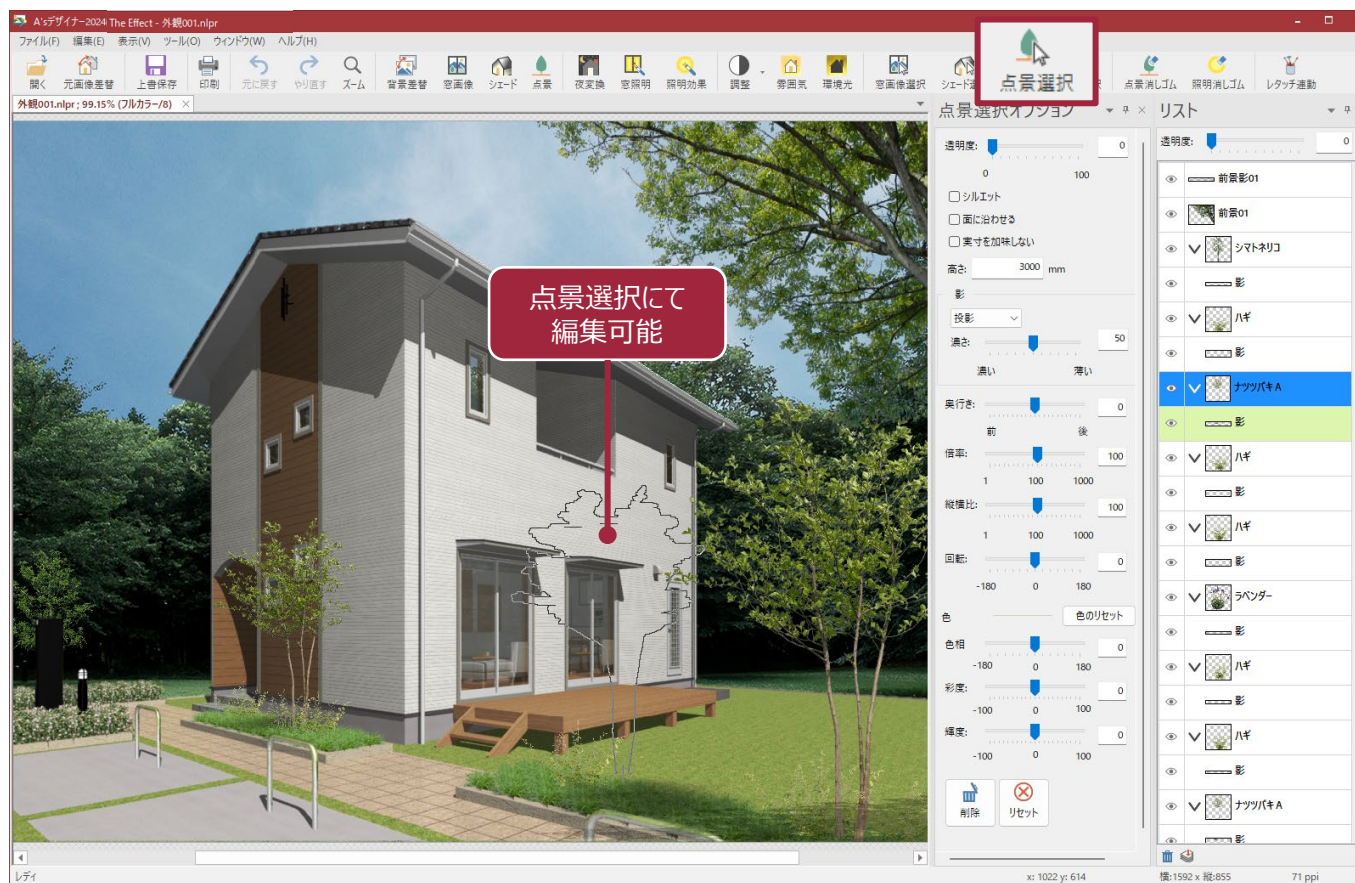 A'sデザイナー2024 The Effect - 外観001.nlpr
ファイル(F) 編集(E) 表示(V) ツール(O) ウィンドウ(W) ヘルプ(H)
開く 元画像差替 上書保存 印刷 元に戻す やり直す ズーム 背景差替 窓画像 シェード 点景 夜変換 窓照明 照明効果 調整 雰囲気 環境光 窓画像選択 点景選択 点景消しゴム 照明消しゴム レタッチ連動
外観001.nlpr ; 99.15% (フルカラー/8)
点景選択にて
編集可能
点景選択オプション
透明度: 0
0 100
シルエット
面に沿わせる
実寸を加味しない
高さ: 3000 mm
影
投影
濃さ: 50
濃い 薄い
奥行き: 0
前 後
倍率: 100
1 100 1000
縦横比: 100
1 100 1000
回転: 0
-180 0 180
色 色のリセット
色相 0
-180 0 180
彩度: 0
-100 0 100
輝度: 0
-100 0 100
削除 リセット
リスト
透明度: 0
前景影01
前景01
シマトネリコ
影
ハギ
影
ナツツバキA
影
ハギ
影
ハギ
影
ラベンダー
影
ハギ
影
ハギ
影
ナツツバキA
影
レディ x: 1022 y: 614 横:1592 x 縦:855 71 ppi